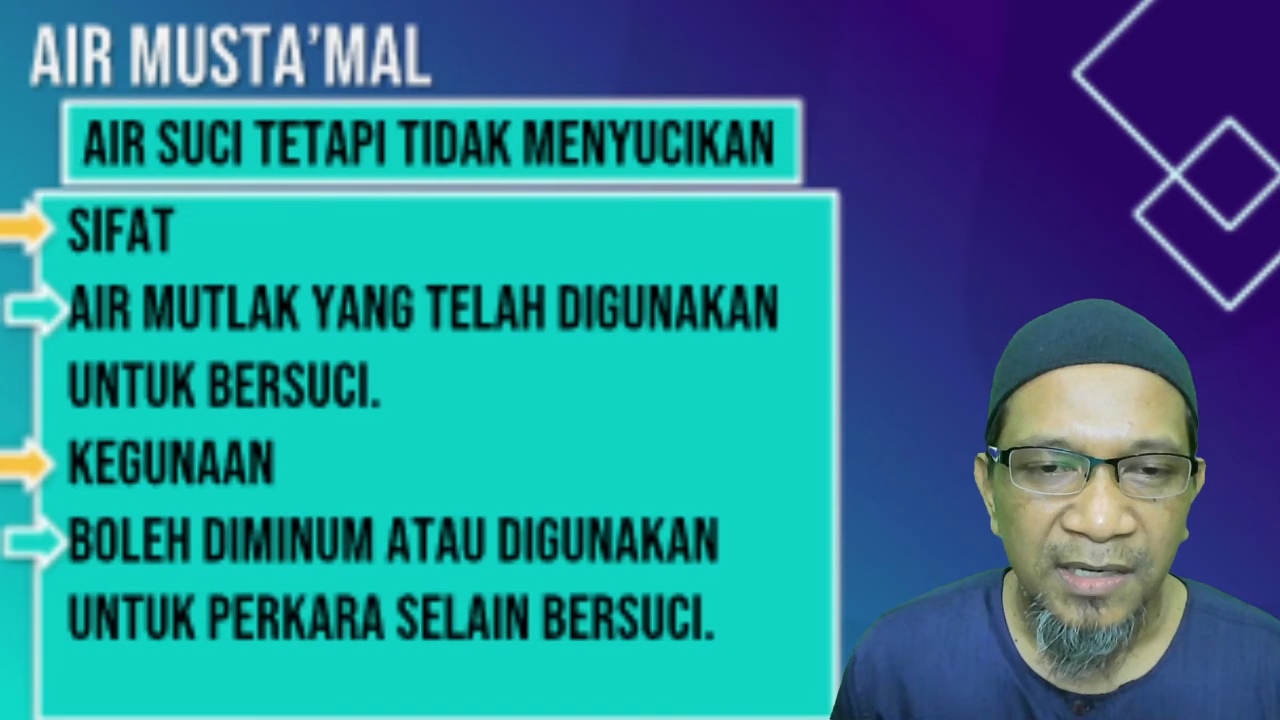 AIR MUSTA'MAL
AIR SUCI TETAPI TIDAK MENYUCIKAN
SIFAT
AIR MUTLAK YANG TELAH DIGUNAKAN
UNTUK BERSUCI.
KEGUNAAN
BOLEH DIMINUM ATAU DIGUNAKAN
UNTUK PERKARA SELAIN BERSUCI.